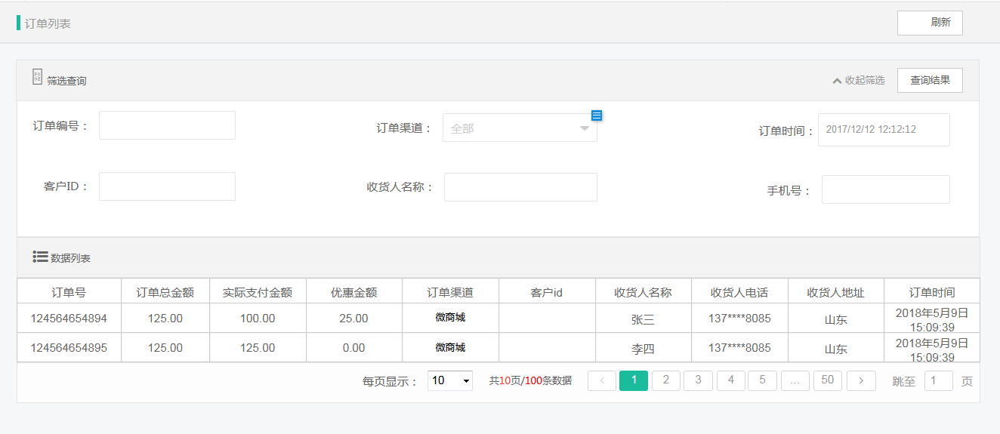 订单列表
刷新
筛选查询
收起筛选
查询结果
订单编号：
订单渠道：
全部
订单时间：
2017/12/12 12:12:12
客户ID：
收货人名称：
手机号：
数据列表
订单号 订单总金额 实际支付金额 优惠金额 订单渠道 客户id 收货人名称 收货人电话 收货人地址 订单时间
124564654894 125.00 100.00 25.00 微商城 张三 137****8085 山东 2018年5月9日 15:09:39
124564654895 125.00 125.00 0.00 微商城 李四 137****8085 山东 2018年5月9日 15:09:39
每页显示： 10 共10页/100条数据 < 1 2 3 4 5 ... 50 > 跳至 1 页